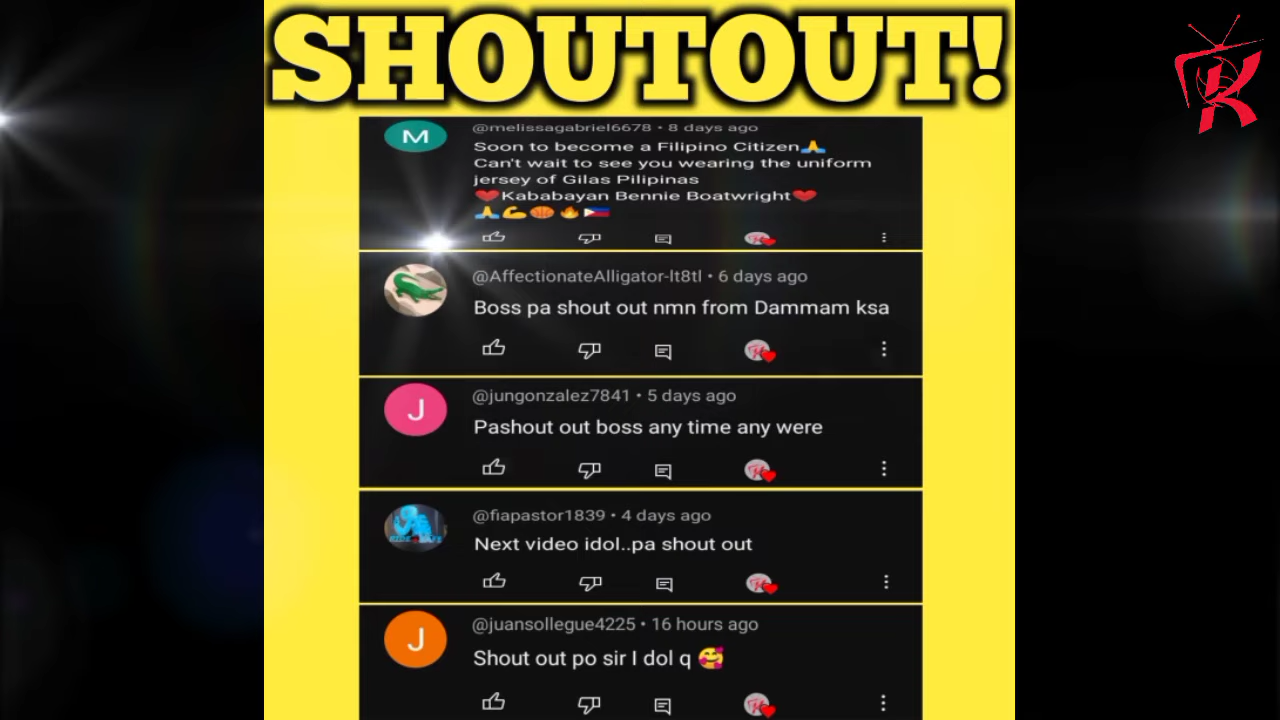 SHOUTOUT!
M
@melissagabriel6678 • 8 days ago
Soon to become a Filipino Citizen🙏
Can't wait to see you wearing the uniform
jersey of Gilas Pilipinas
❤️Kababayan Bennie Boatwright❤️
🙏💪🏀🔥🇵🇭
@AffectionateAlligator-lt8tl • 6 days ago
Boss pa shout out nmn from Dammam ksa
J
@jungonzalez7841 • 5 days ago
Pashout out boss any time any were
@fiapastor1839 • 4 days ago
Next video idol..pa shout out
J
@juansollegue4225 • 16 hours ago
Shout out po sir I dol q 🥰
K